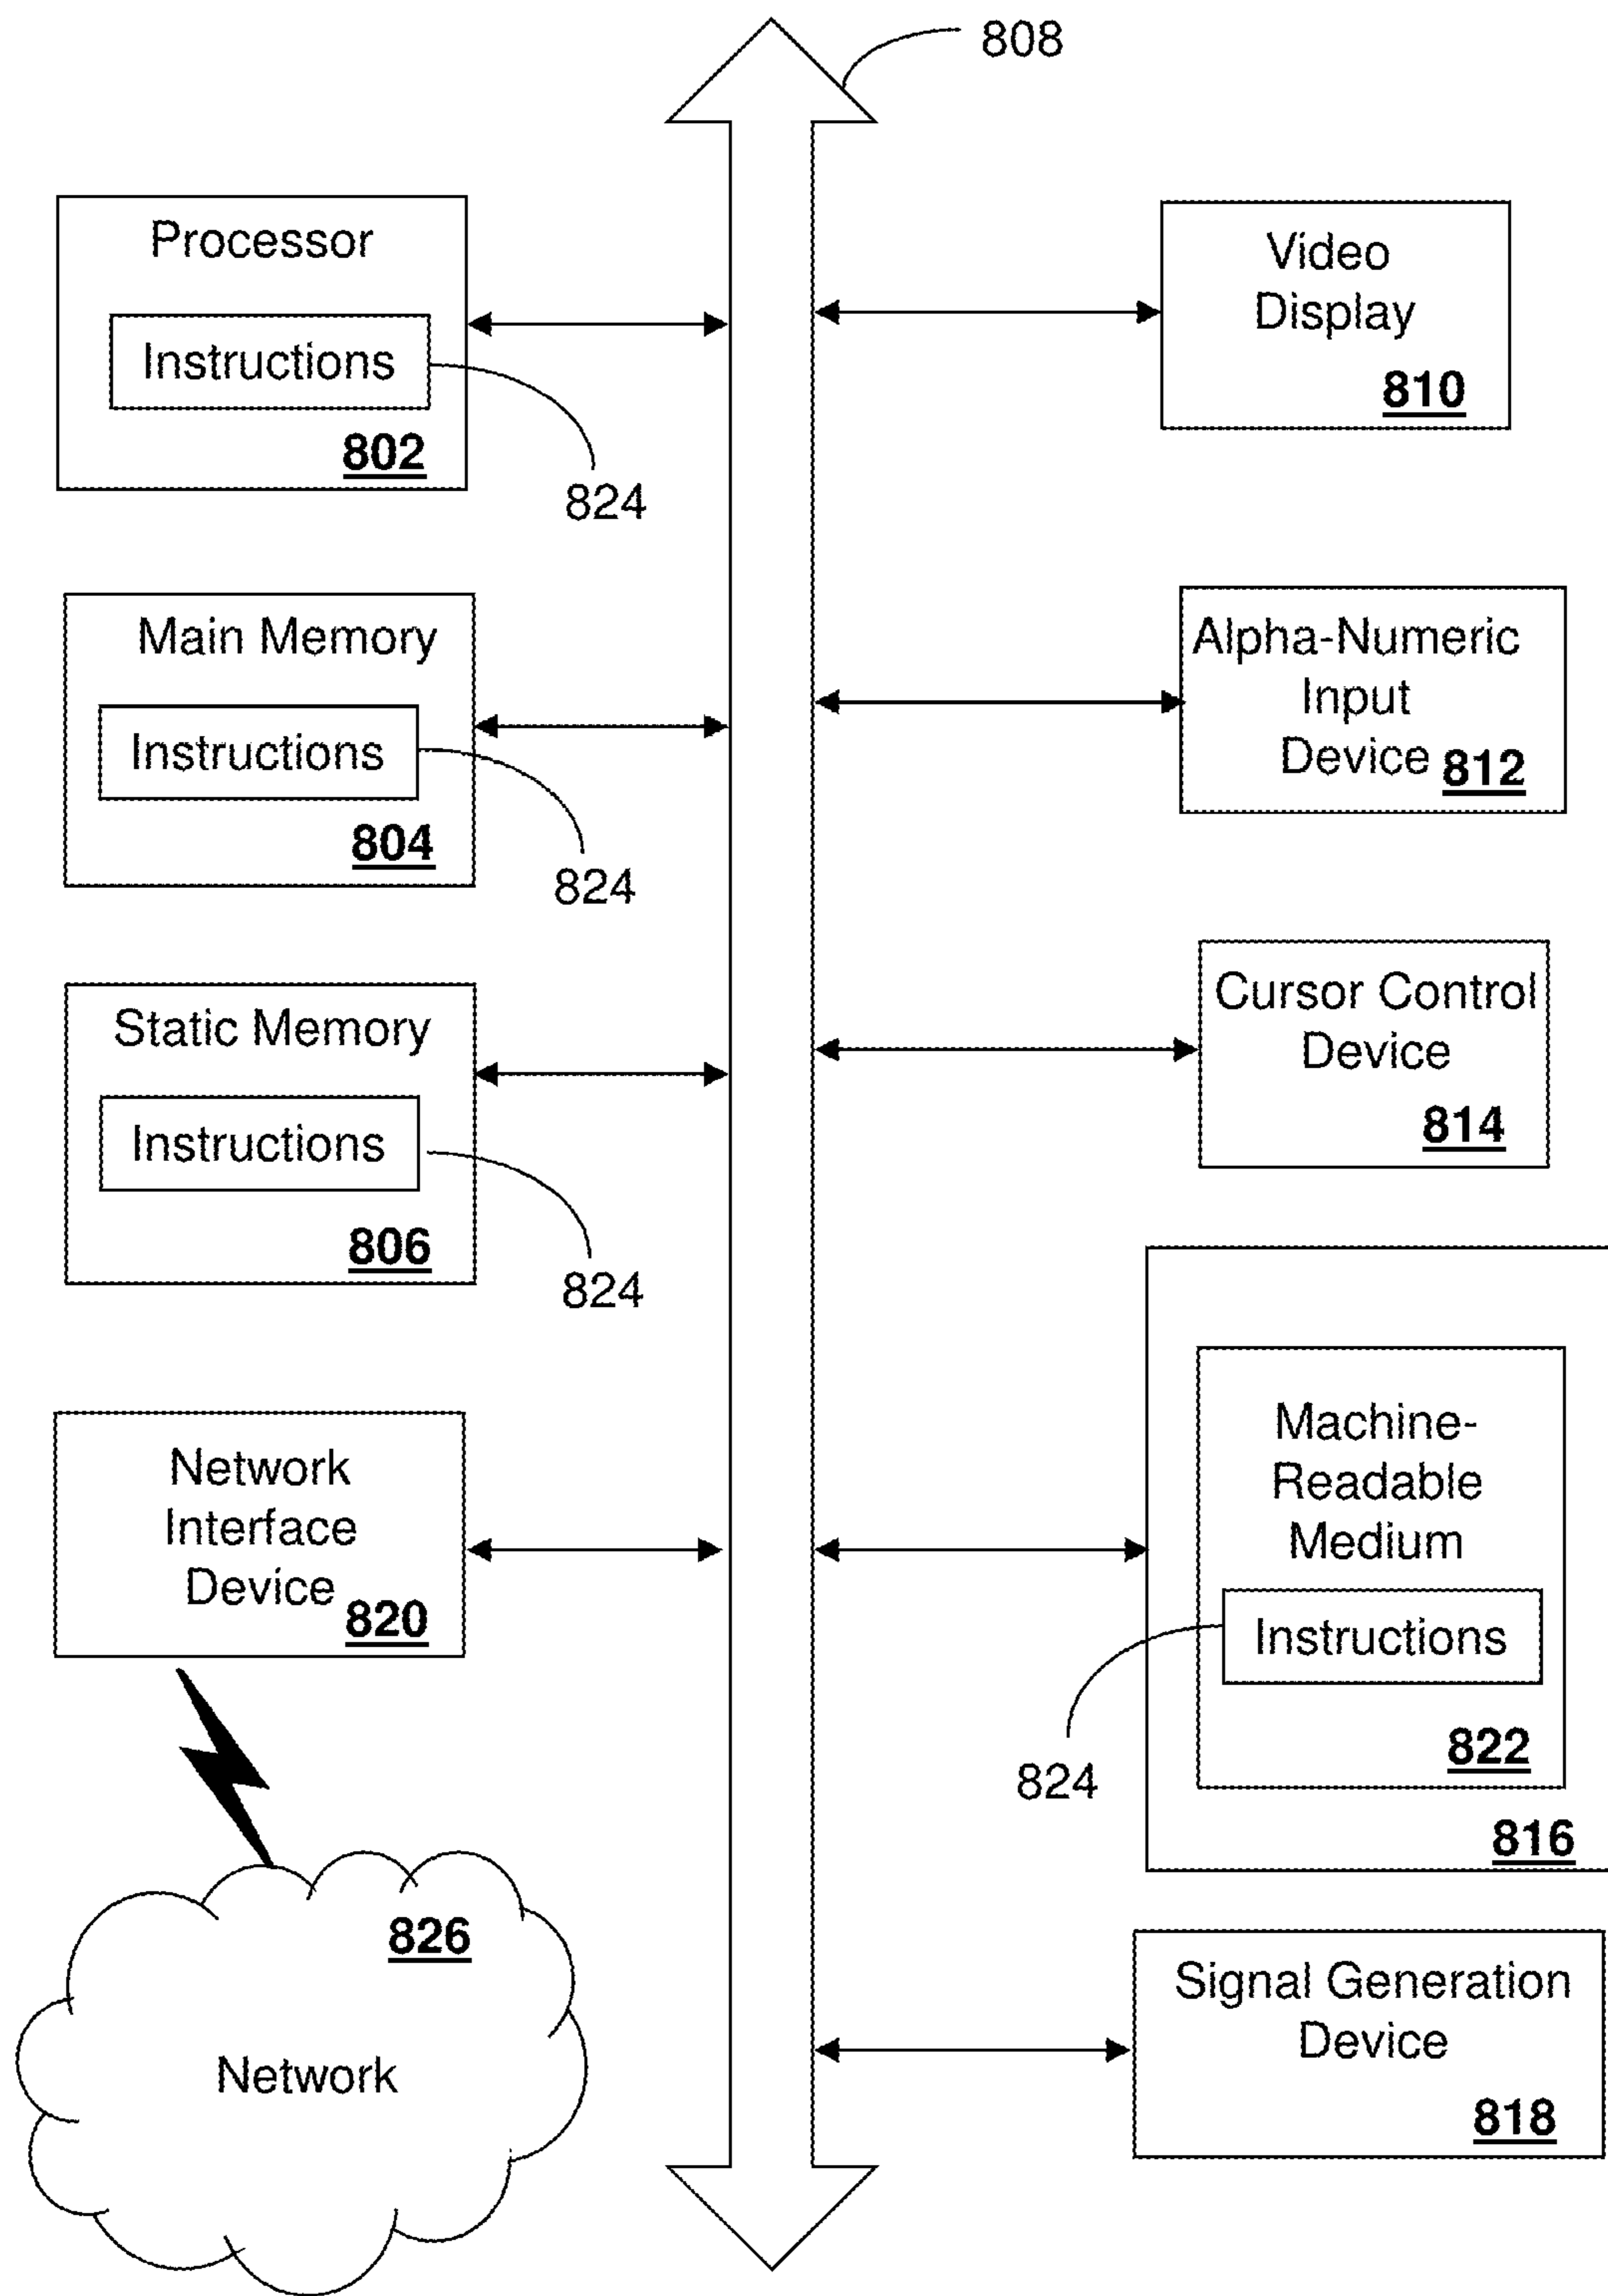 808
Processor
Instructions
802
824
Main Memory
Instructions
804
824
Static Memory
Instructions
806
824
Network
Interface
Device
820
826
Network
Video
Display
810
Alpha-Numeric
Input
Device
812
Cursor Control
Device
814
Machine-
Readable
Medium
Instructions
822
824
816
Signal Generation
Device
818